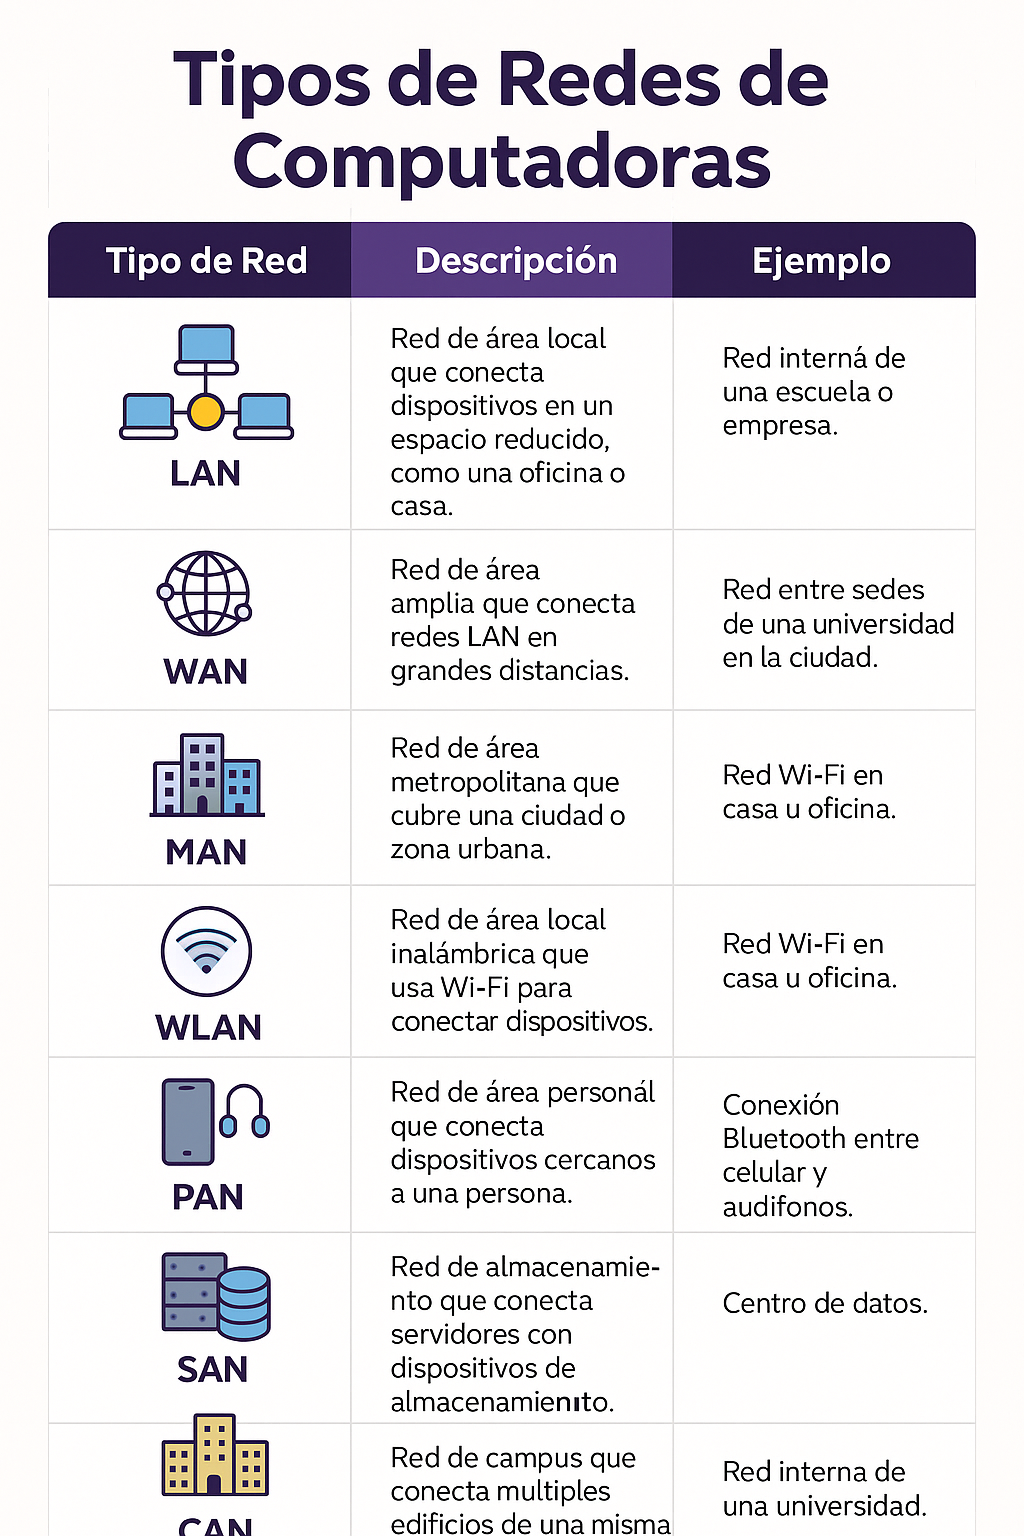 Tipos de Redes de
Computadoras
Tipo de Red
Descripción
Ejemplo
LAN
Red de área local
que conecta
dispositivos en un
espacio reducido,
como una oficina o
casa.
Red interná de
una escuela o
empresa.
WAN
Red de área
amplia que conecta
redes LAN en
grandes distancias.
Red entre sedes
de una universidad
en la ciudad.
MAN
Red de área
metropolitana que
cubre una ciudad o
zona urbana.
Red Wi-Fi en
casa u oficina.
WLAN
Red de área local
inalámbrica que
usa Wi-Fi para
conectar dispositivos.
Red Wi-Fi en
casa u oficina.
PAN
Red de área personál
que conecta
dispositivos cercanos
a una persona.
Conexión
Bluetooth entre
celular y
audifonos.
SAN
Red de almacenamie-
nto que conecta
servidores con
dispositivos de
almacenamienıto.
Centro de datos.
CAN
Red de campus que
conecta multiples
edificios de una misma
Red interna de
una universidad.